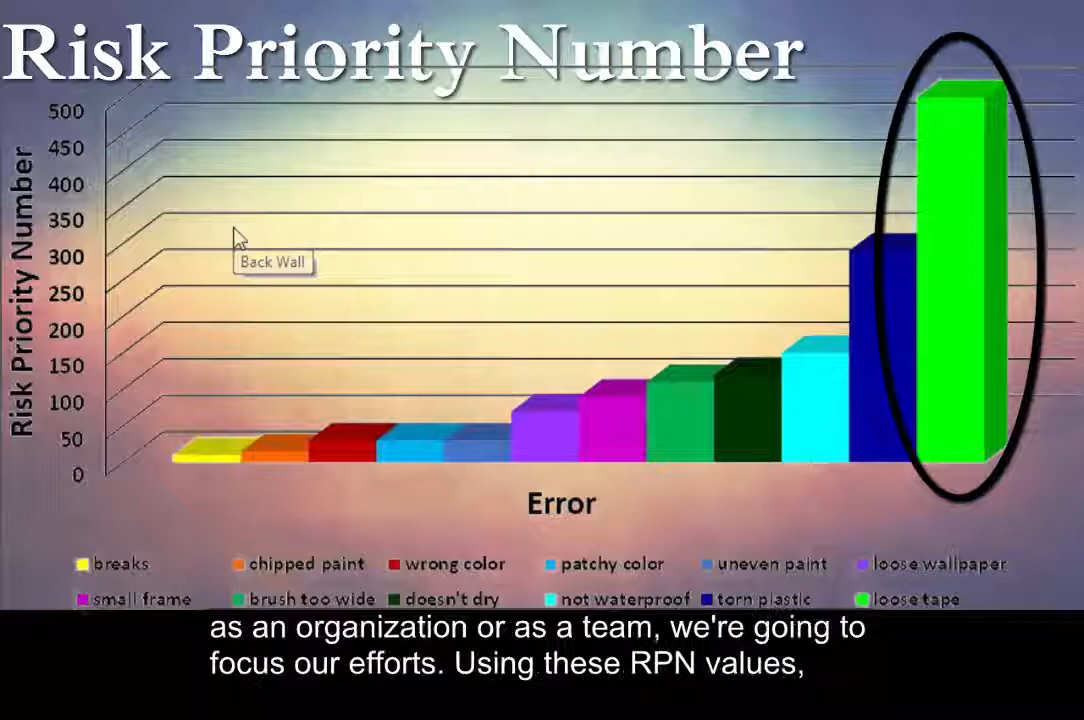 Risk Priority Number
500
450
400
350
300
250
200
150
100
50
0
Risk Priority Number
Back Wall
Error
breaks chipped paint wrong color patchy color uneven paint loose wallpaper
small frame brush too wide doesn't dry not waterproof torn plastic loose tape
as an organization or as a team, we're going to
focus our efforts. Using these RPN values,